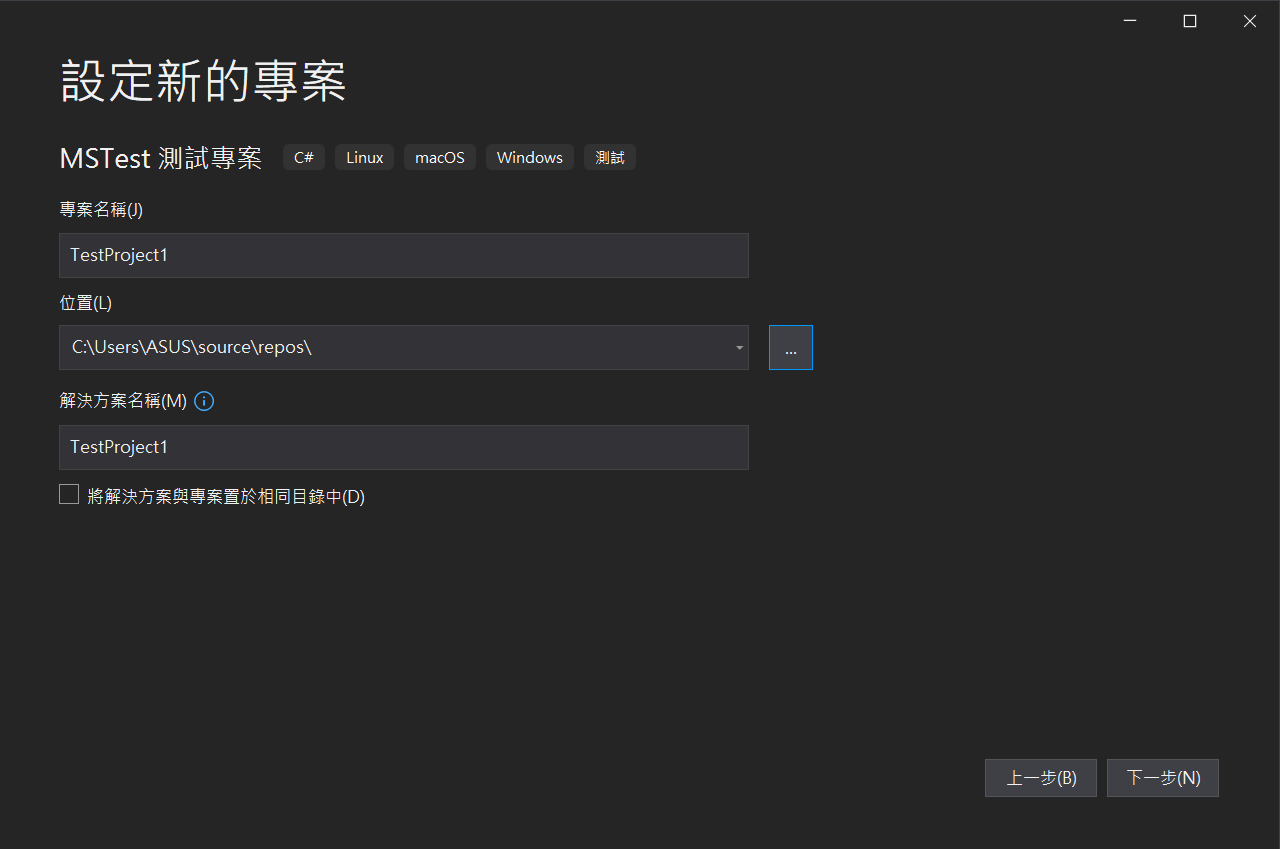 設定新的專案
MSTest 測試專案 C# Linux macOS Windows 測試
專案名稱(J)
TestProject1
位置(L)
C:\Users\ASUS\source\repos\
...
解決方案名稱(M)
TestProject1
將解決方案與專案置於相同目錄中(D)
上一步(B) 下一步(N)